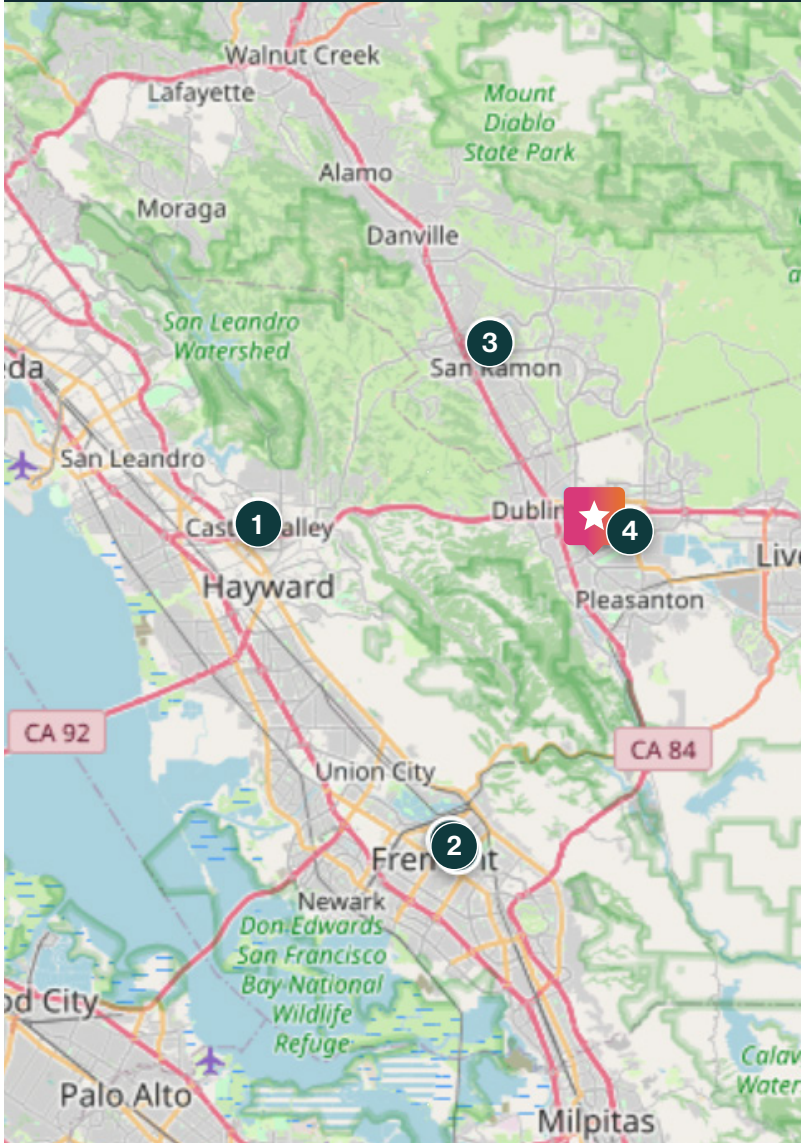 Walnut Creek
Lafayette
Mount
Diablo
State Park
Alamo
Moraga
Danville
San Leandro
Watershed
3
San Ramon
San Leandro
1
Dublin
4
Hayward
Pleasanton
CA 92
CA 84
Union City
2
Newark
Don Edwards
San Francisco
Bay National
Wildlife
Refuge
Palo Alto
Milpitas